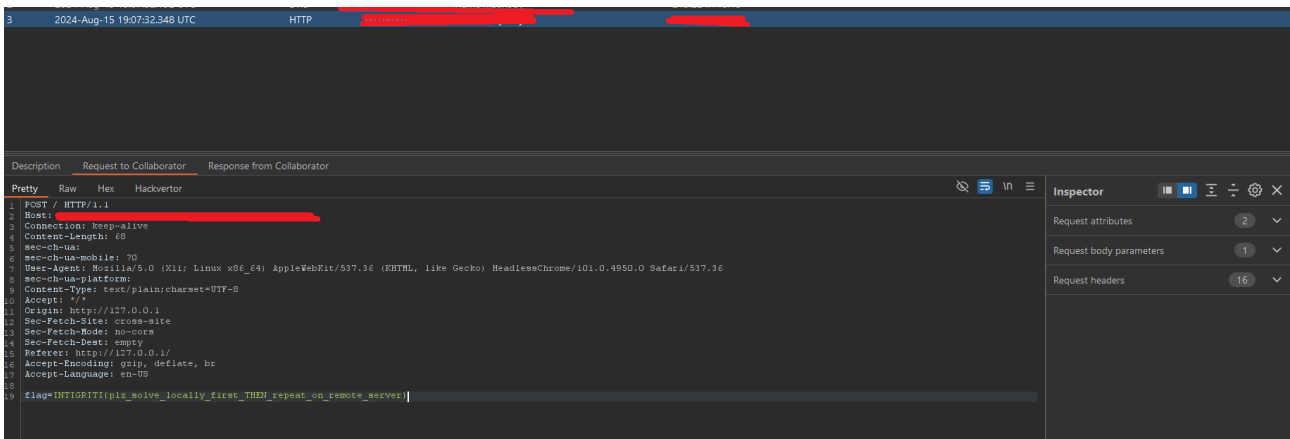 3 2024-Aug-15 19:07:32.348 UTC HTTP
Description Request to Collaborator Response from Collaborator
Pretty Raw Hex Hackvertor \n Inspector
1 POST / HTTP/1.1
2 Host:
3 Connection: keep-alive
4 Content-Length: 68
5 sec-ch-ua:
6 sec-ch-ua-mobile: ?0
7 User-Agent: Mozilla/5.0 (X11; Linux x86_64) AppleWebKit/537.36 (KHTML, like Gecko) HeadlessChrome/101.0.4950.0 Safari/537.36
8 sec-ch-ua-platform:
9 Content-Type: text/plain;charset=UTF-8
10 Accept: */*
11 Origin: http://127.0.0.1
12 Sec-Fetch-Site: cross-site
13 Sec-Fetch-Mode: no-cors
14 Sec-Fetch-Dest: empty
15 Referer: http://127.0.0.1/
16 Accept-Encoding: gzip, deflate, br
17 Accept-Language: en-US
18
19 flag=INTIGRITI{plz_solve_locally_first_THEN_repeat_on_remote_server}
Request attributes 2
Request body parameters 1
Request headers 16